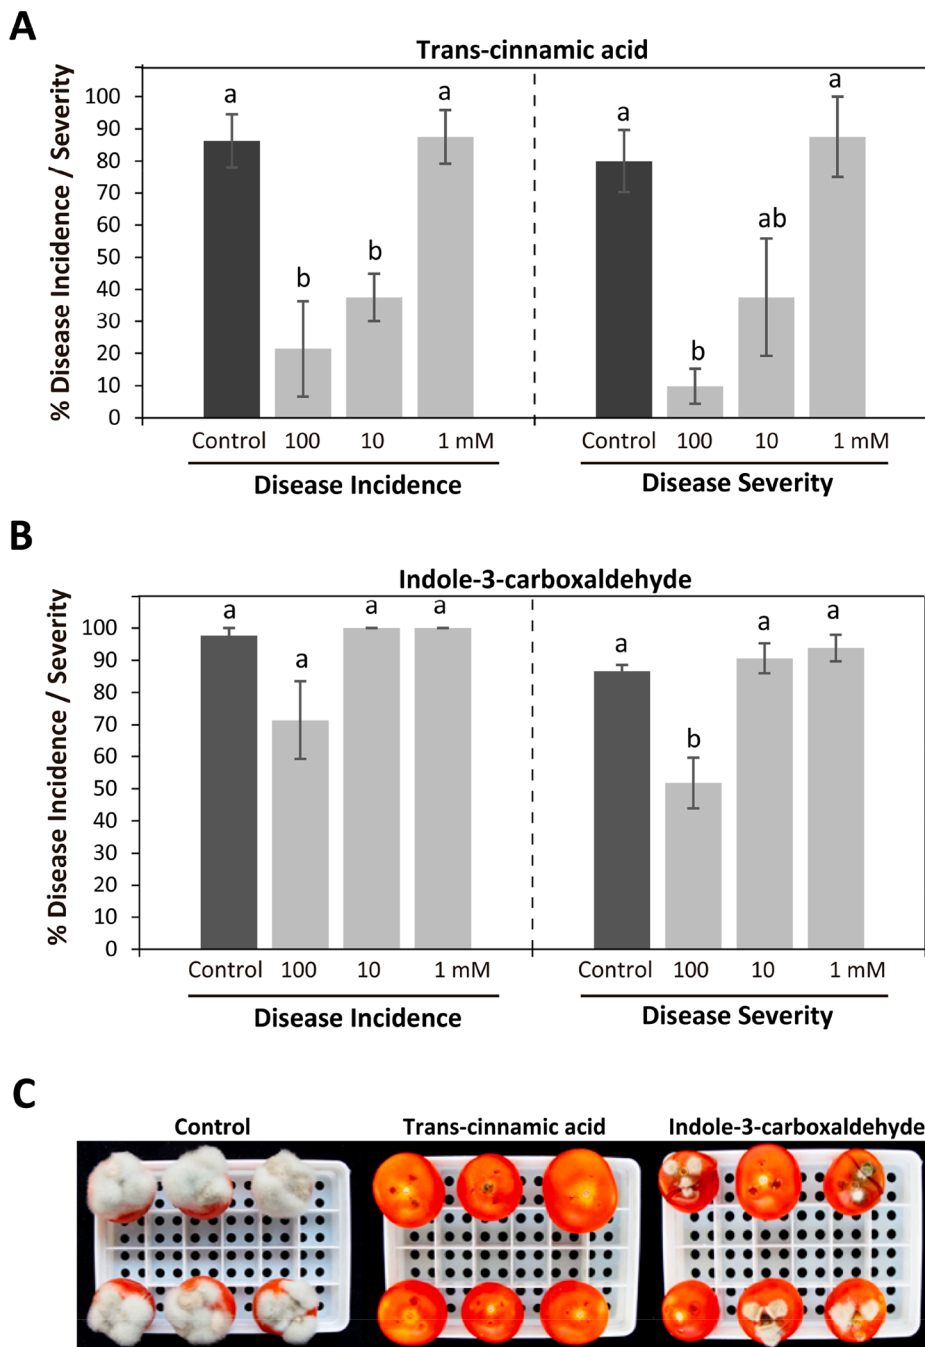 A
Trans-cinnamic acid
% Disease Incidence / Severity
100
90
80
70
60
50
40
30
20
10
0
a
b
b
a
a
b
ab
a
Control 100 10 1 mM
Control 100 10 1 mM
Disease Incidence
Disease Severity
B
Indole-3-carboxaldehyde
% Disease Incidence / Severity
100
90
80
70
60
50
40
30
20
10
0
a
a
a
a
a
b
a
a
Control 100 10 1 mM
Control 100 10 1 mM
Disease Incidence
Disease Severity
C
Control
Trans-cinnamic acid
Indole-3-carboxaldehyde